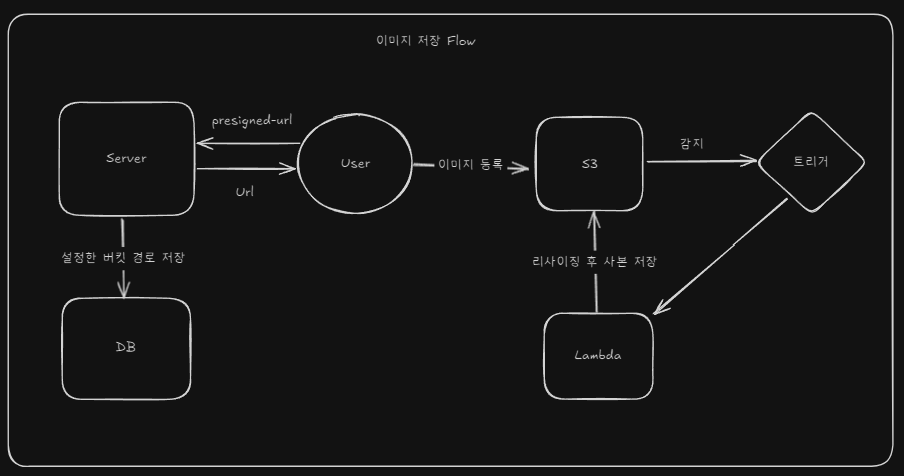 이미지 저장 Flow
presigned-url
Server
User
Url
이미지 등록
S3
감지
트리거
설정한 버킷 경로 저장
DB
리사이징 후 사본 저장
Lambda